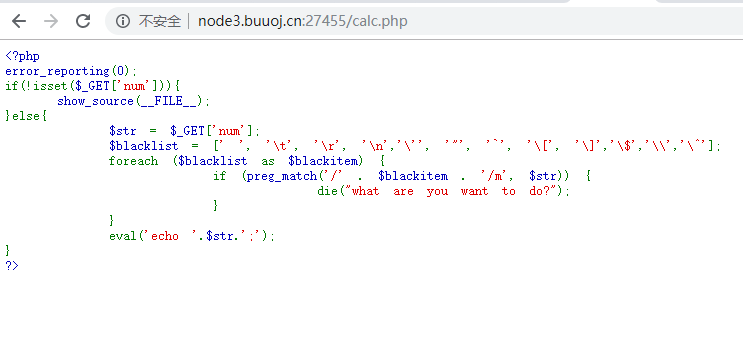 不安全 node3.buuoj.cn:27455/calc.php
<?php
error_reporting(0);
if(!isset($_GET['num'])){
show_source(__FILE__);
}else{
$str = $_GET['num'];
$blacklist = [' ', '\t', '\r', '\n','\'', '"', '`', '\[', '\]','\$','\\','\^'];
foreach ($blacklist as $blackitem) {
if (preg_match('/' . $blackitem . '/m', $str)) {
die("what are you want to do?");
}
}
eval('echo '.$str.';');
}
?>